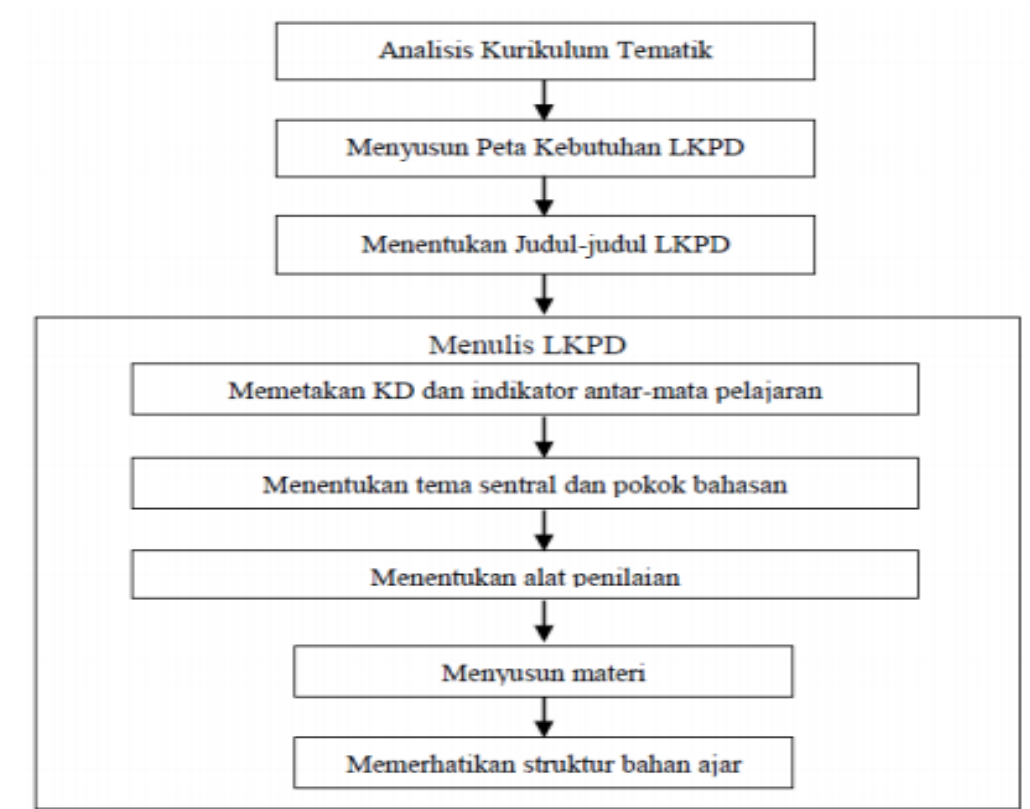 Analisis Kurikulum Tematik
Menyusun Peta Kebutuhan LKPD
Menentukan Judul-judul LKPD
Menulis LKPD
Memetakan KD dan indikator antar-mata pelajaran
Menentukan tema sentral dan pokok bahasan
Menentukan alat penilaian
Menyusun materi
Memerhatikan struktur bahan ajar